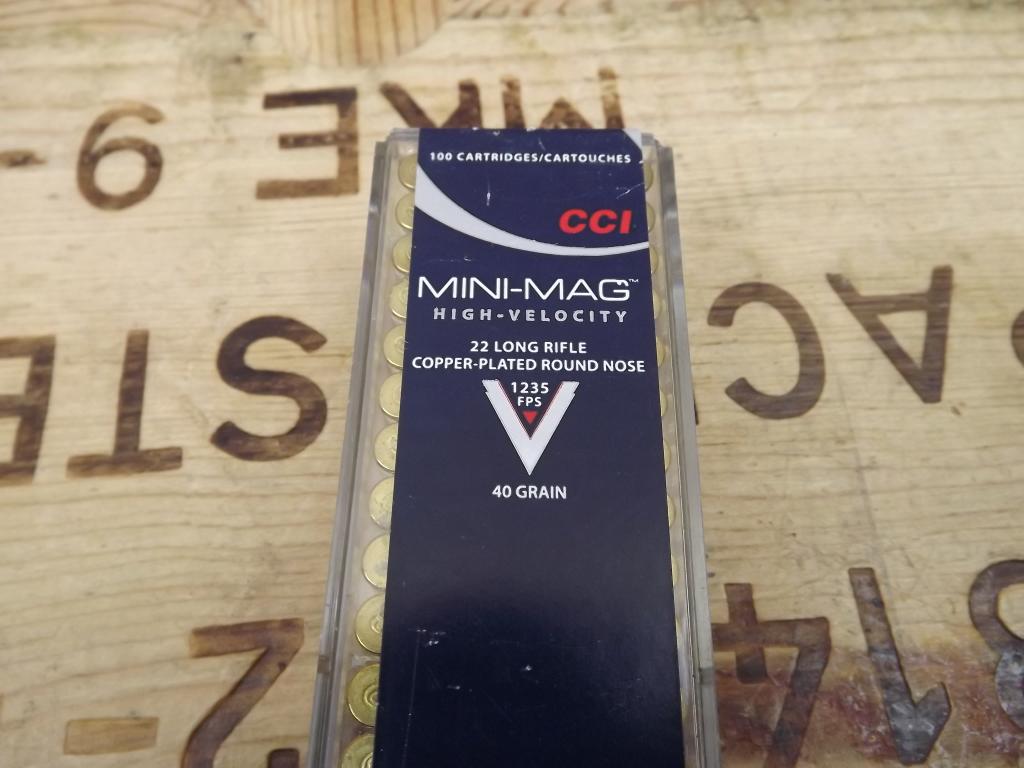 100 CARTRIDGES/CARTOUCHES
CCI
MINI-MAG™
HIGH-VELOCITY
22 LONG RIFLE
COPPER-PLATED ROUND NOSE
1235
FPS
40 GRAIN
MIKE